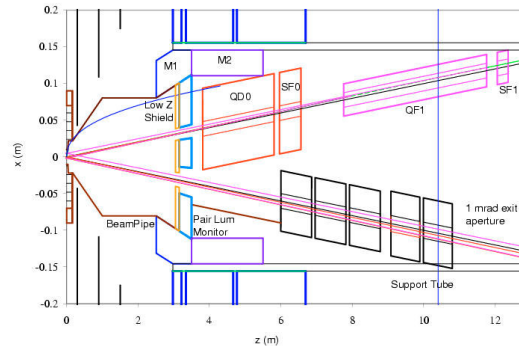 0.2
0.15
0.1
0.05
0
-0.05
-0.1
-0.15
-0.2
x (m)
M1
M2
Low Z
Shield
QD0
SF0
QF1
SF1
BeamPipe
Pair Lum
Monitor
1 mrad exit
aperture
Support Tube
0
2
4
6
8
10
12
z (m)